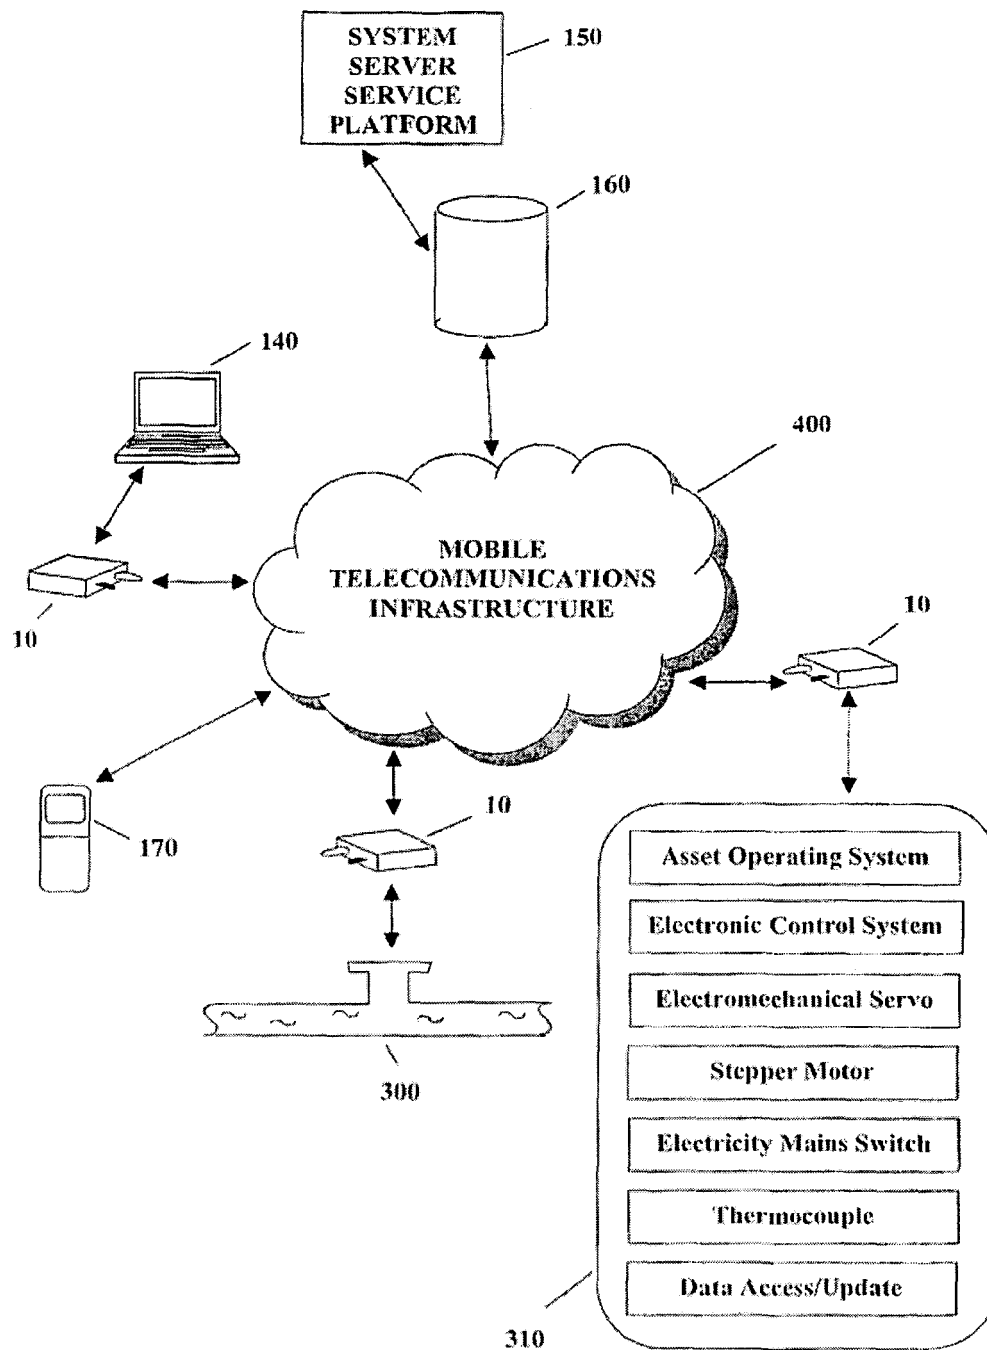 SYSTEM
SERVER
SERVICE
PLATFORM
150
160
140
400
MOBILE
TELECOMMUNICATIONS
INFRASTRUCTURE
10
10
170
10
300
Asset Operating System
Electronic Control System
Electromechanical Servo
Stepper Motor
Electricity Mains Switch
Thermocouple
Data Access/Update
310